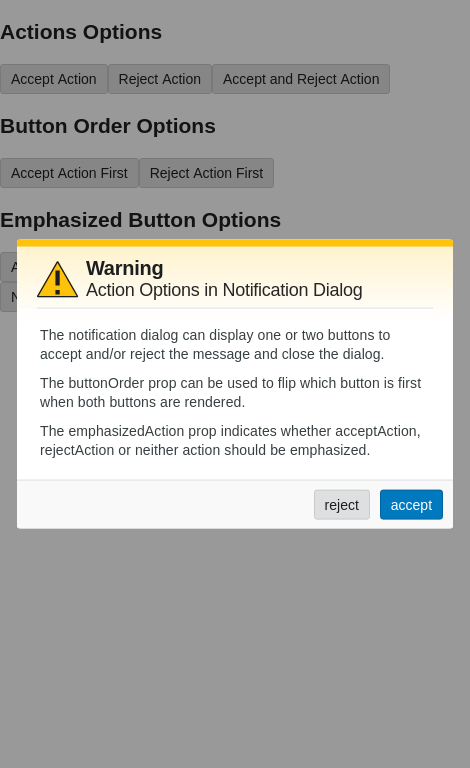 Actions Options
Accept Action Reject Action Accept and Reject Action
Button Order Options
Accept Action First Reject Action First
Emphasized Button Options
Warning
Action Options in Notification Dialog
The notification dialog can display one or two buttons to
accept and/or reject the message and close the dialog.
The buttonOrder prop can be used to flip which button is first
when both buttons are rendered.
The emphasizedAction prop indicates whether acceptAction,
rejectAction or neither action should be emphasized.
reject accept